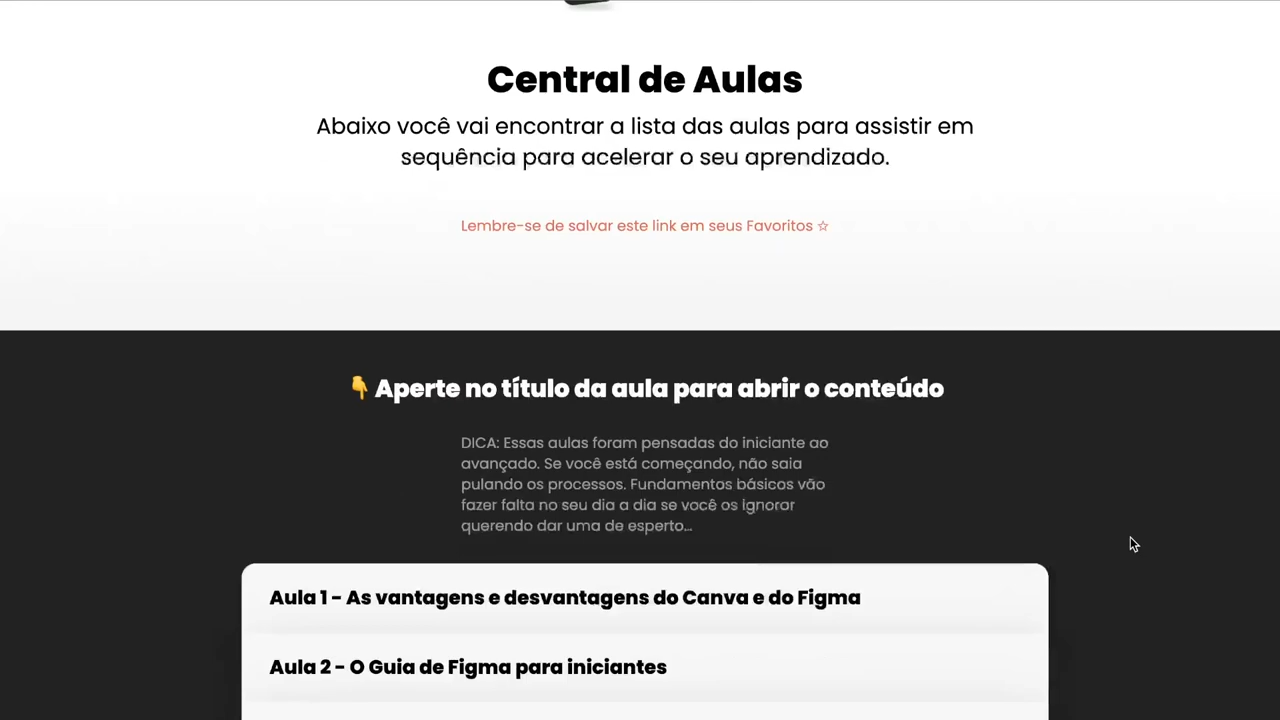 Central de Aulas
Abaixo você vai encontrar a lista das aulas para assistir em
sequência para acelerar o seu aprendizado.
Lembre-se de salvar este link em seus Favoritos ☆
👇 Aperte no título da aula para abrir o conteúdo
DICA: Essas aulas foram pensadas do iniciante ao
avançado. Se você está começando, não saia
pulando os processos. Fundamentos básicos vão
fazer falta no seu dia a dia se você os ignorar
querendo dar uma de esperto...
Aula 1 - As vantagens e desvantagens do Canva e do Figma
Aula 2 - O Guia de Figma para iniciantes